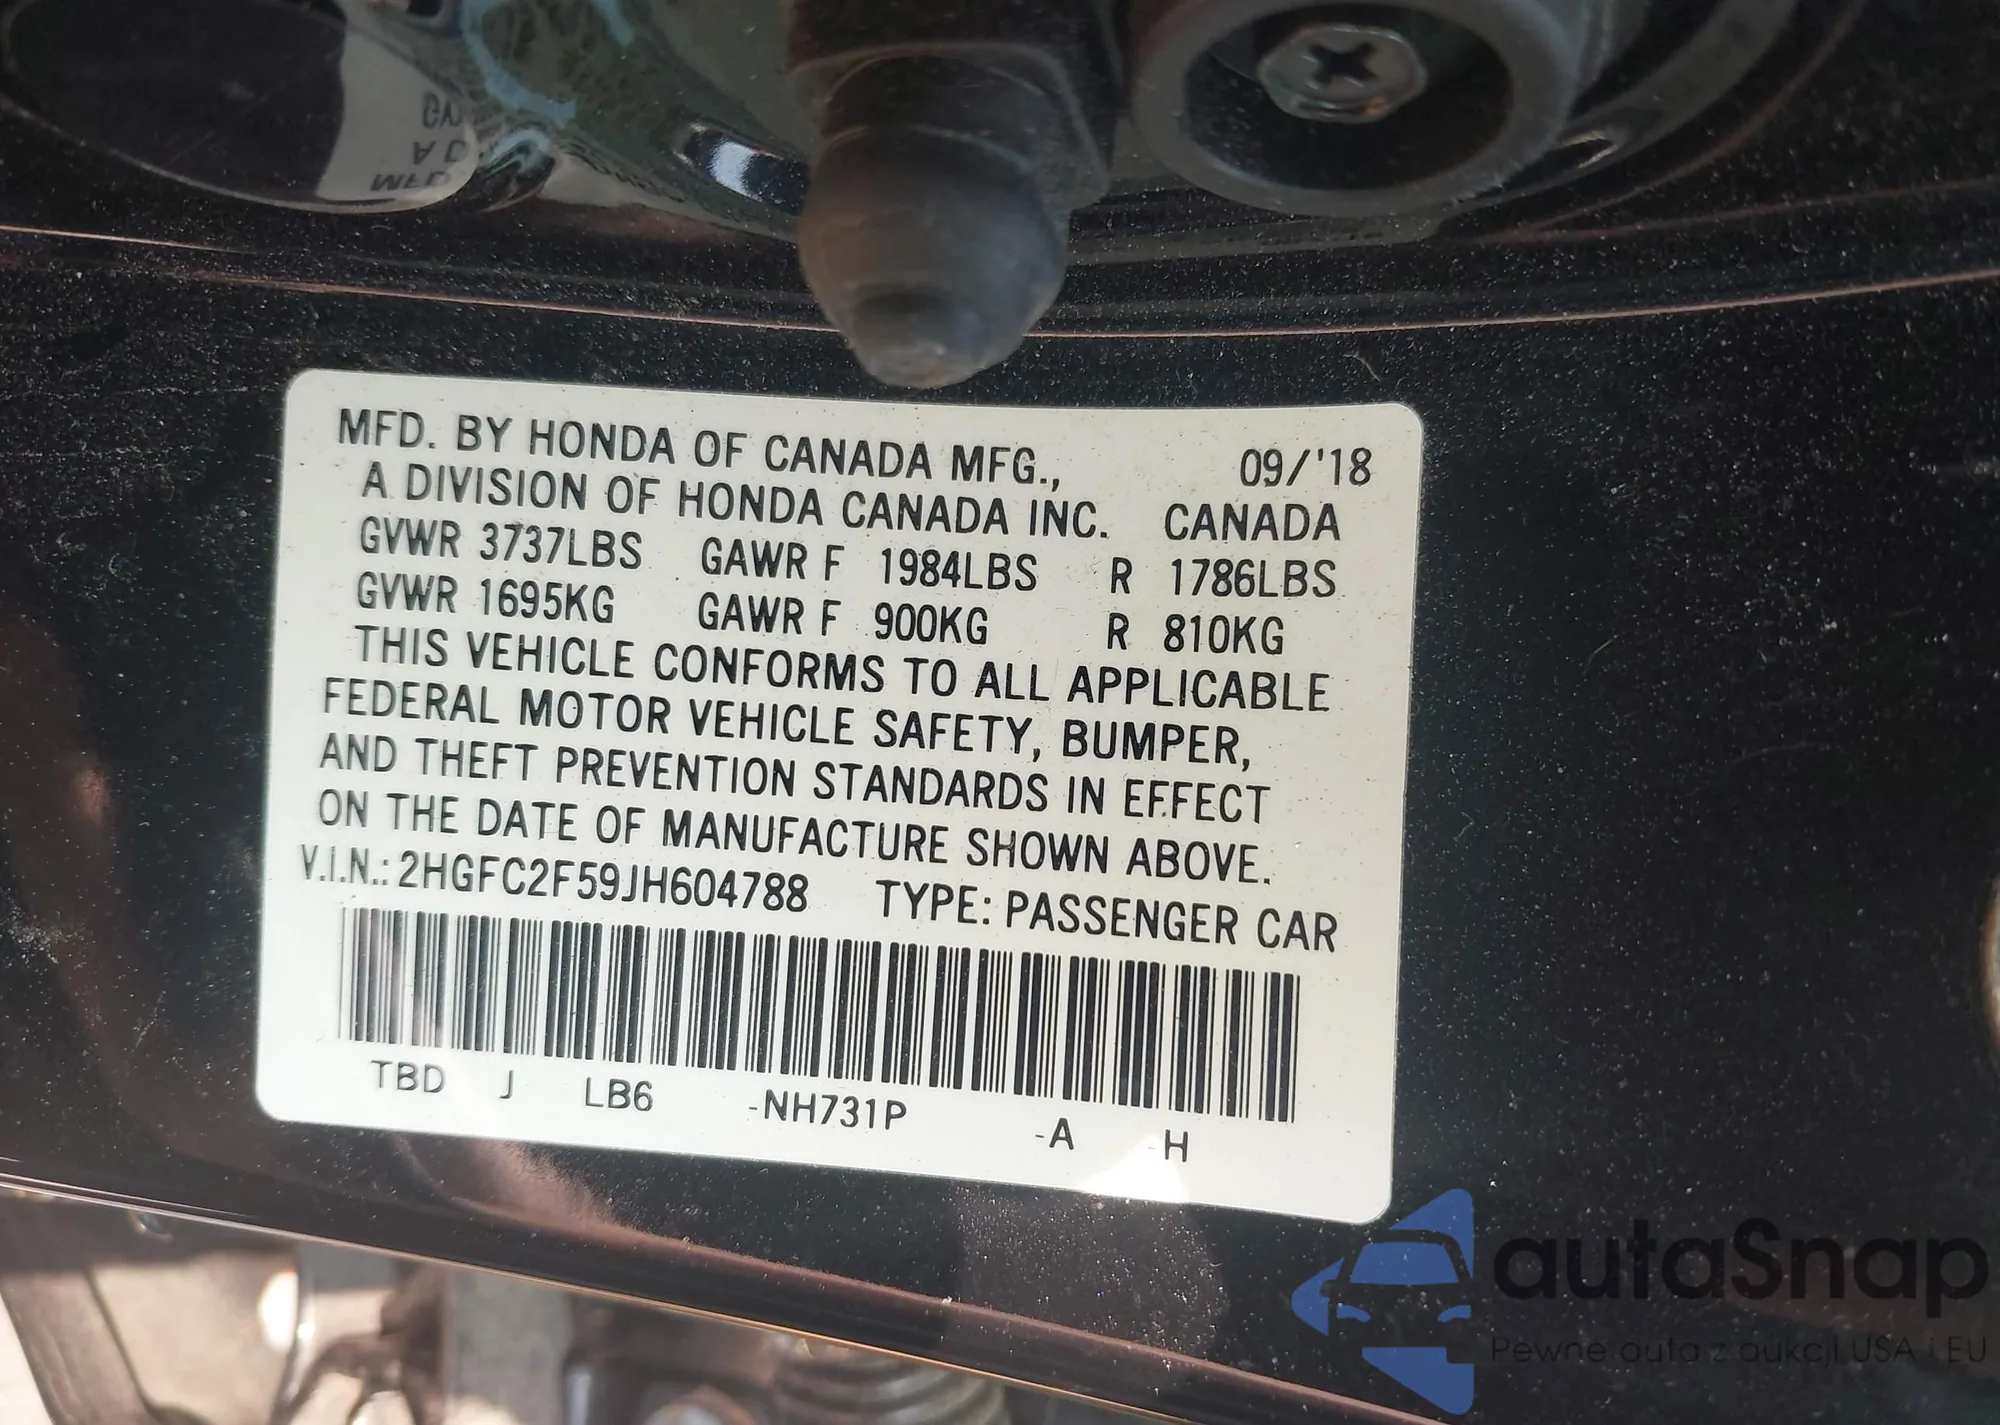 MFD. BY HONDA OF CANADA MFG., 09/'18
A DIVISION OF HONDA CANADA INC. CANADA
GVWR 3737LBS GAWR F 1984LBS R 1786LBS
GVWR 1695KG GAWR F 900KG R 810KG
THIS VEHICLE CONFORMS TO ALL APPLICABLE
FEDERAL MOTOR VEHICLE SAFETY, BUMPER,
AND THEFT PREVENTION STANDARDS IN EFFECT
ON THE DATE OF MANUFACTURE SHOWN ABOVE.
V.I.N.: 2HGFC2F59JH604788 TYPE: PASSENGER CAR
TBD J LB6 -NH731P -A H
autaSnap
Pewne auta z aukcji USA i EU